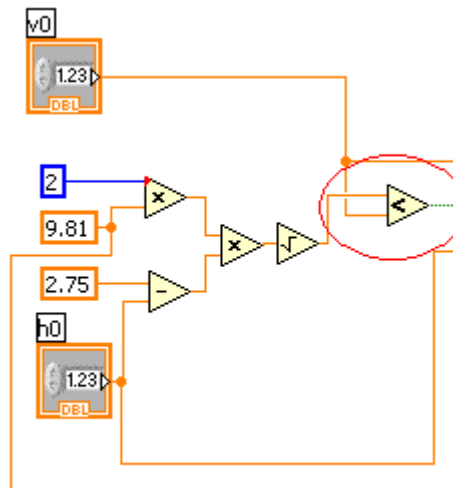 v0
1.23
DBL
2
×
9.81
×
√
<
2.75
-
h0
1.23
DBL